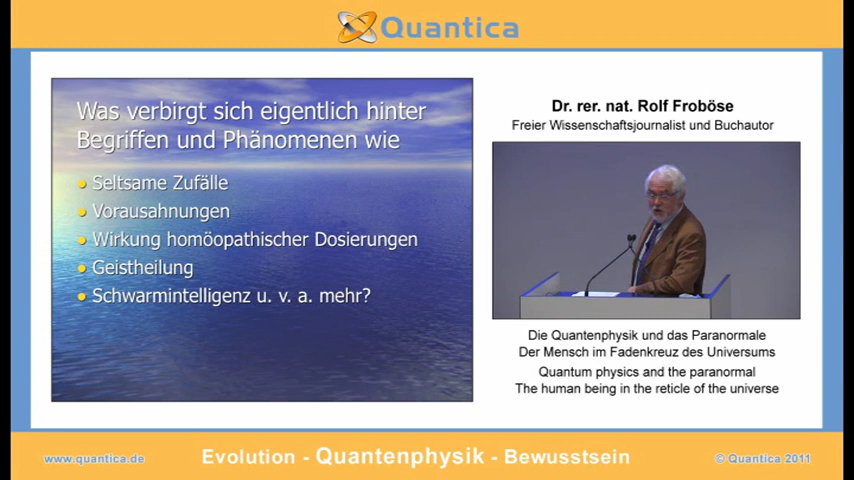 Quantica
Was verbirgt sich eigentlich hinter
Begriffen und Phänomenen wie
• Seltsame Zufälle
• Vorausahnungen
• Wirkung homöopathischer Dosierungen
• Geistheilung
• Schwarmintelligenz u. v. a. mehr?
Dr. rer. nat. Rolf Froböse
Freier Wissenschaftsjournalist und Buchautor
Die Quantenphysik und das Paranormale
Der Mensch im Fadenkreuz des Universums
Quantum physics and the paranormal
The human being in the reticle of the universe
www.quantica.de
Evolution - Quantenphysik - Bewusstsein
© Quantica 2011